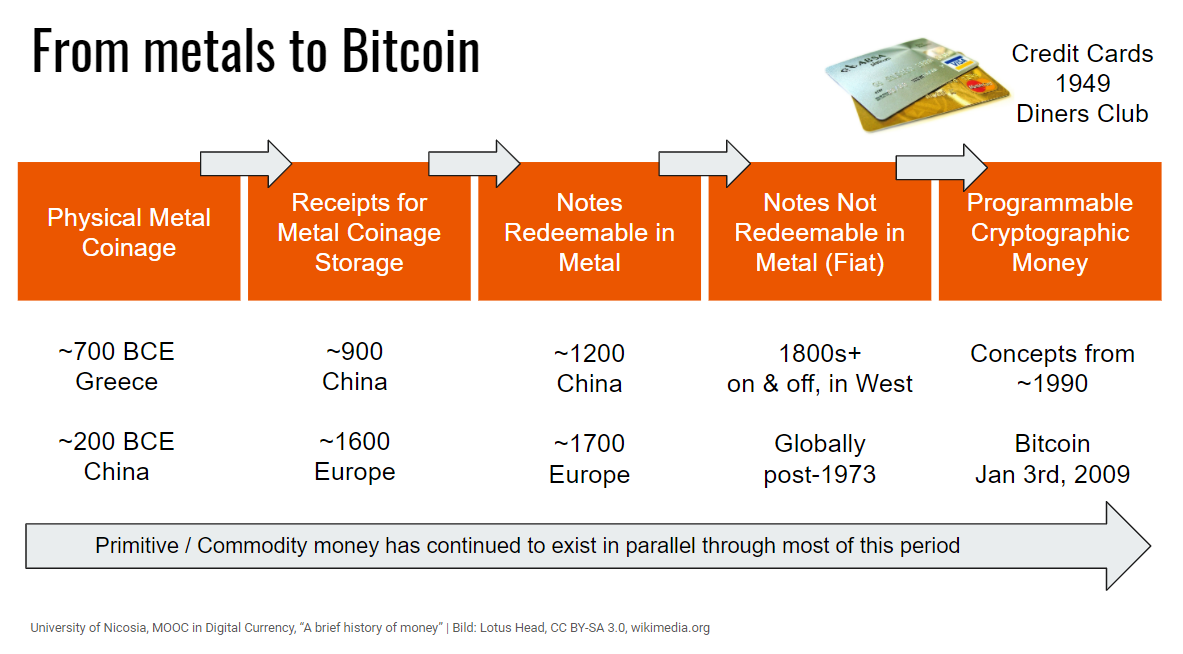 From metals to Bitcoin
Credit Cards
1949
Diners Club
ABSA
VISA
Physical Metal
Coinage
Receipts for
Metal Coinage
Storage
Notes
Redeemable in
Metal
Notes Not
Redeemable in
Metal (Fiat)
Programmable
Cryptographic
Money
~700 BCE
Greece
~200 BCE
China
~900
China
~1600
Europe
~1200
China
~1700
Europe
1800s+
on & off, in West
Globally
post-1973
Concepts from
~1990
Bitcoin
Jan 3rd, 2009
Primitive / Commodity money has continued to exist in parallel through most of this period
University of Nicosia, MOOC in Digital Currency, “A brief history of money” | Bild: Lotus Head, CC BY-SA 3.0, wikimedia.org